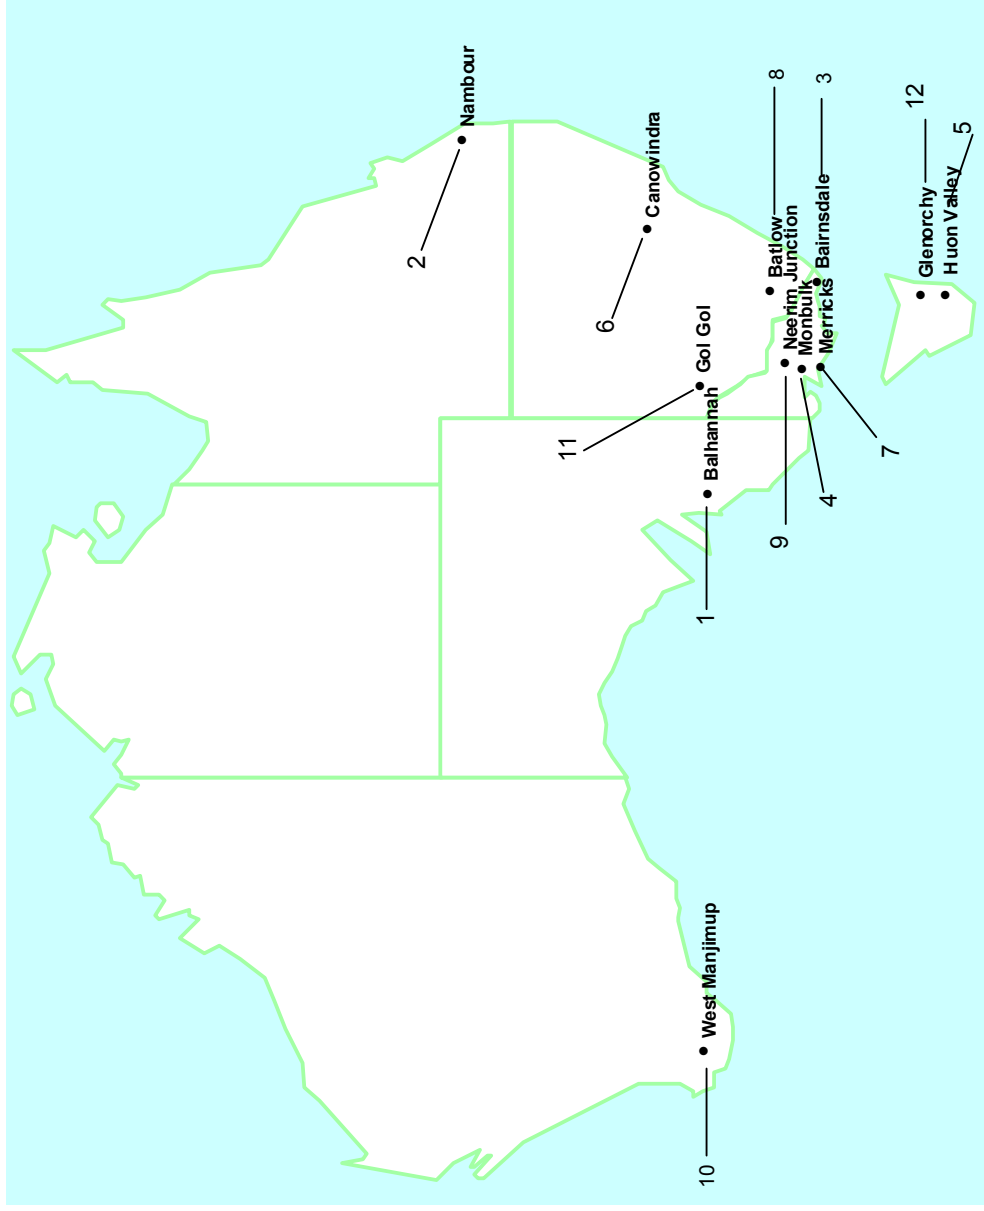 Nambour
2
Canowindra
6
Gol Gol
11
Balhannah
1
Batlow
8
Neerim Junction
9
Monbulk
4
Merricks
7
Bairnsdale
3
Glenorchy
12
Huon Valley
5
West Manjimup
10